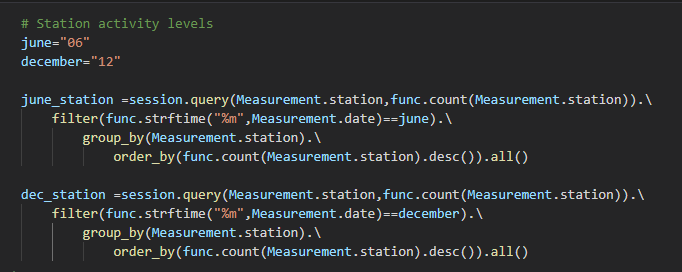 # Station activity levels
june="06"
december="12"
june_station =session.query(Measurement.station,func.count(Measurement.station)).\
filter(func.strftime("%m",Measurement.date)==june).\
group_by(Measurement.station).\
order_by(func.count(Measurement.station).desc()).all()
dec_station =session.query(Measurement.station,func.count(Measurement.station)).\
filter(func.strftime("%m",Measurement.date)==december).\
group_by(Measurement.station).\
order_by(func.count(Measurement.station).desc()).all()